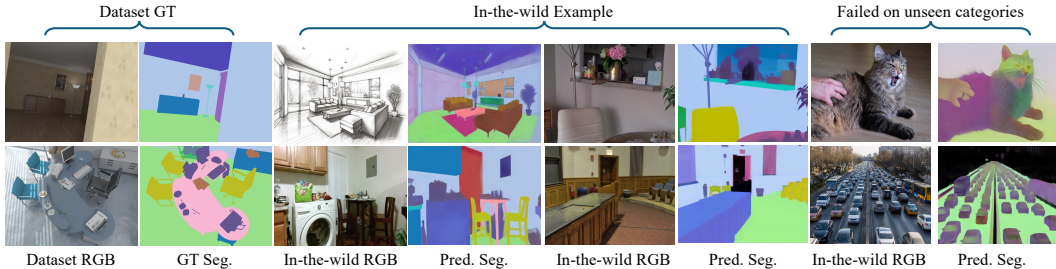 Dataset GT
In-the-wild Example
Failed on unseen categories
Dataset RGB
GT Seg.
In-the-wild RGB
Pred. Seg.
In-the-wild RGB
Pred. Seg.
In-the-wild RGB
Pred. Seg.